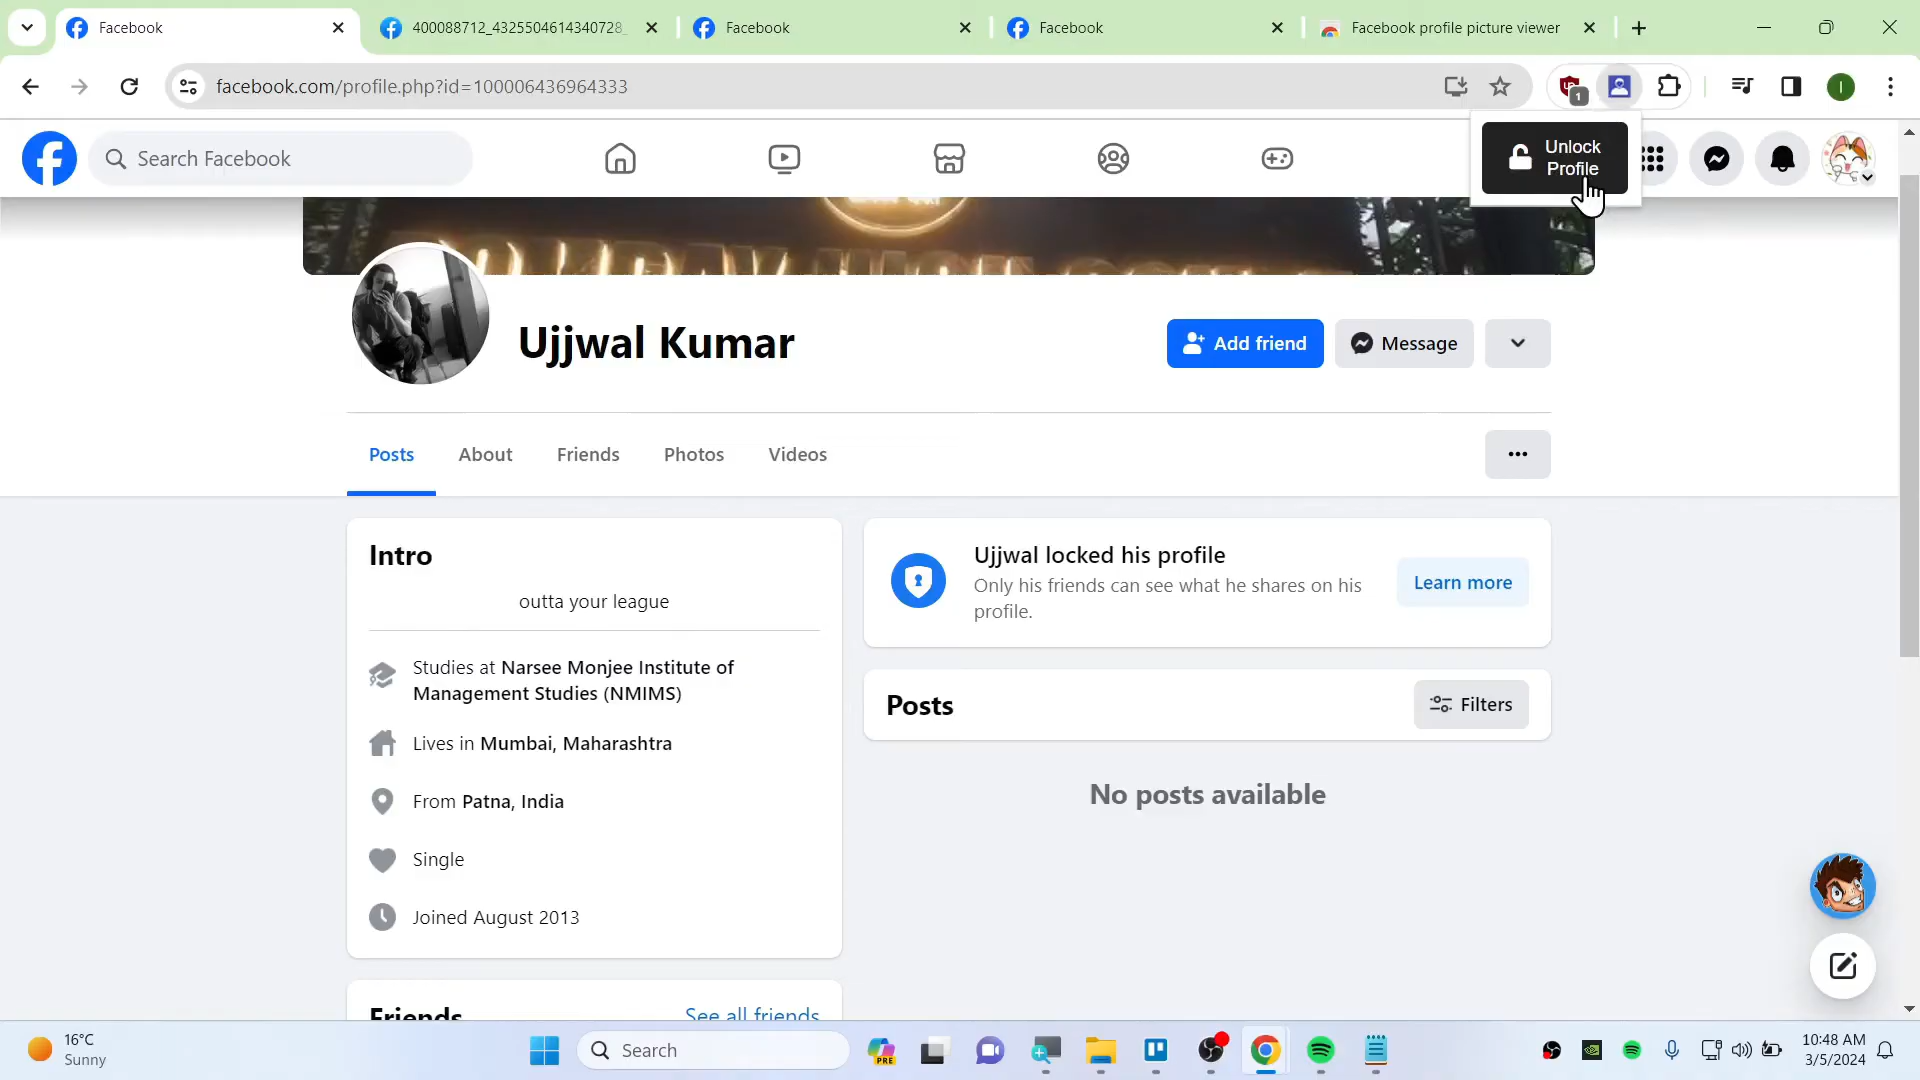 Facebook
400088712_4325504614340728_
Facebook
Facebook
Facebook profile picture viewer
facebook.com/profile.php?id=100006436964333
1
I
Search Facebook
Unlock
Profile
Ujjwal Kumar
Add friend
Message
Posts
About
Friends
Photos
Videos
Intro
outta your league
Studies at Narsee Monjee Institute of
Management Studies (NMIMS)
Lives in Mumbai, Maharashtra
From Patna, India
Single
Joined August 2013
Friends
See all friends
Ujjwal locked his profile
Only his friends can see what he shares on his
profile.
Learn more
Posts
Filters
No posts available
16°C
Sunny
Search
PRE
10:48 AM
3/5/2024